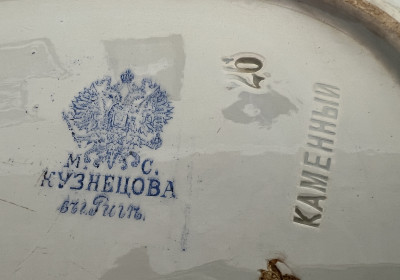 М. С.
КУЗНЕЦОВА
въ Ригѣ.
40
КАМЕННЫЙ